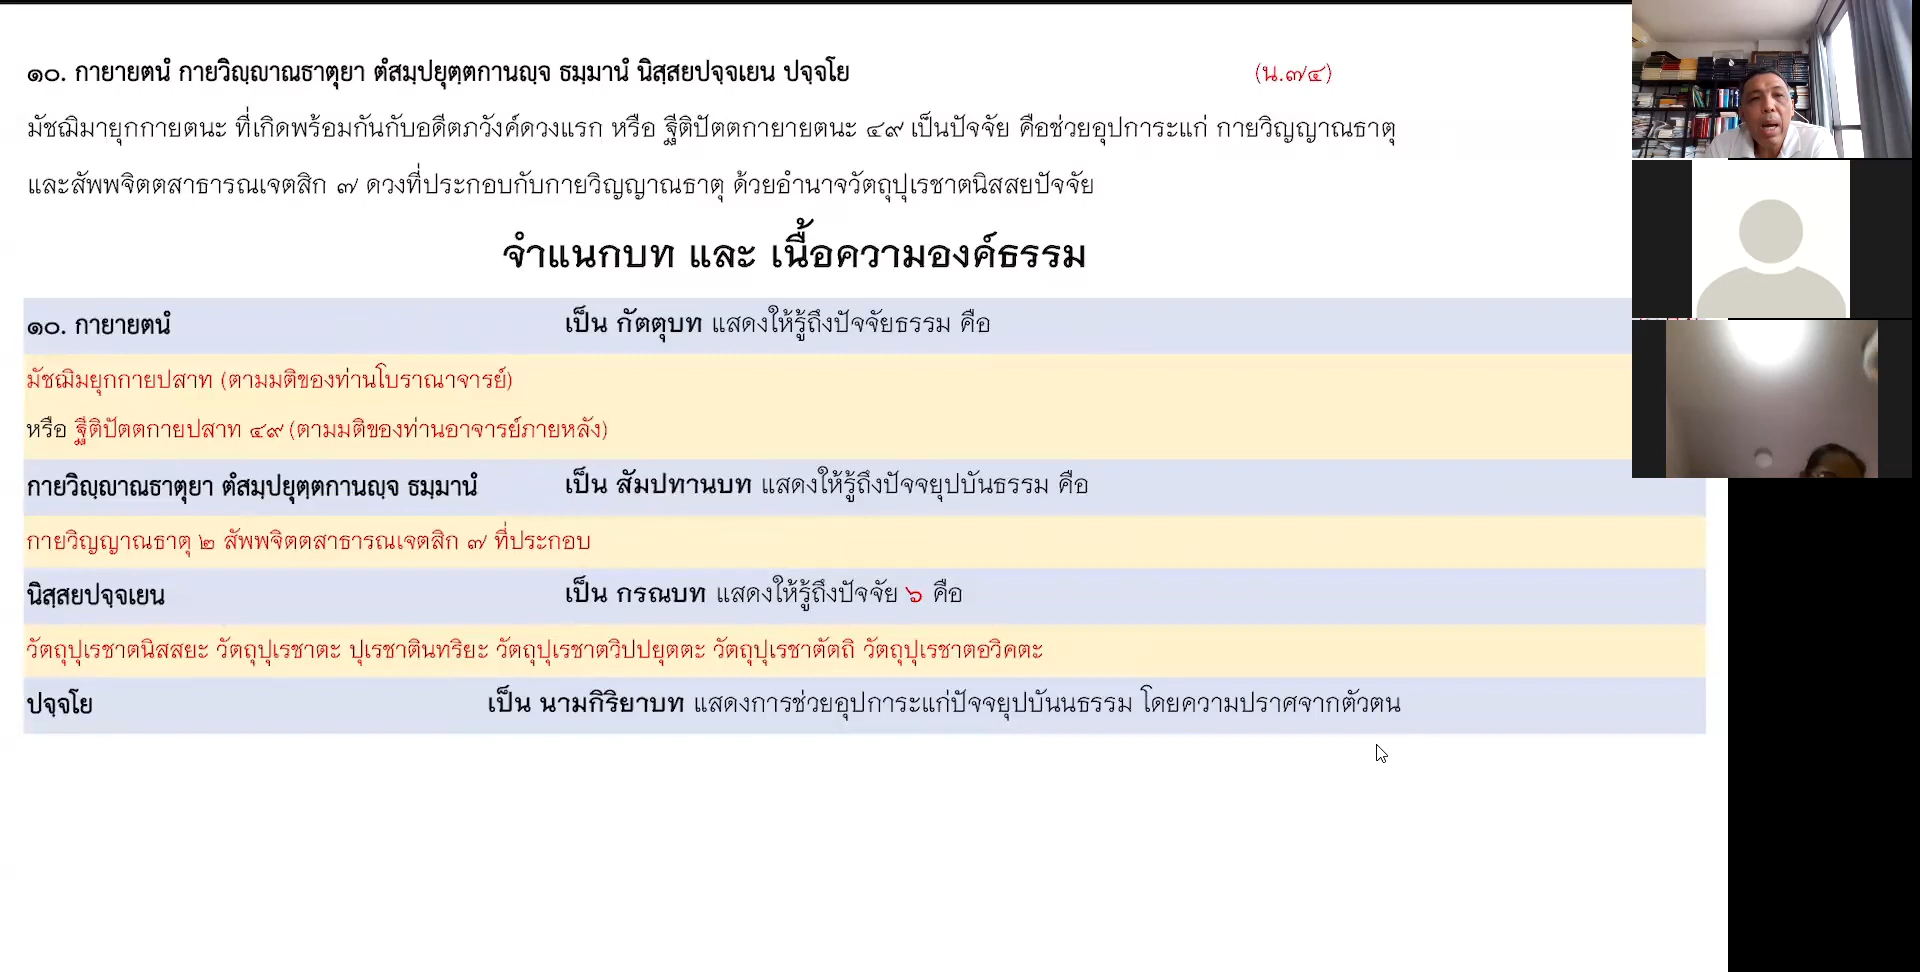 ๑๐. กายายตนํ กายวิญฺญาณธาตุยา ตํสมฺปยุตฺตกานญฺจ ธมฺมานํ นิสฺสยปจฺจเยน ปจฺจโย (น.๗๔)
มัชฌิมายุกกายตนะ ที่เกิดพร้อมกันกับอดีตภวังค์ดวงแรก หรือ ฐีติปัตตกายายตนะ ๔๙ เป็นปัจจัย คือช่วยอุปการะแก่ กายวิญญาณธาตุ
และสัพพจิตตสาธารณเจตสิก ๗ ดวงที่ประกอบกับกายวิญญาณธาตุ ด้วยอำนาจวัตถุปุเรชาตนิสสยปัจจัย
จำแนกบท และ เนื้อความองค์ธรรม
๑๐. กายายตนํ เป็น กัตตุบท แสดงให้รู้ถึงปัจจัยธรรม คือ
มัชฌิมยุกกายปสาท (ตามมติของท่านโบราณาจารย์)
หรือ ฐีติปัตตกายปสาท ๔๙ (ตามมติของท่านอาจารย์ภายหลัง)
กายวิญฺญาณธาตุยา ตํสมฺปยุตฺตกานญฺจ ธมฺมานํ เป็น สัมปทานบท แสดงให้รู้ถึงปัจจยุปบันธรรม คือ
กายวิญญาณธาตุ ๒ สัพพจิตตสาธารณเจตสิก ๗ ที่ประกอบ
นิสฺสยปจฺจเยน เป็น กรณบท แสดงให้รู้ถึงปัจจัย ๖ คือ
วัตถุปุเรชาตนิสสยะ วัตถุปุเรชาตะ ปุเรชาตินทริยะ วัตถุปุเรชาตวิปปยุตตะ วัตถุปุเรชาตัตถิ วัตถุปุเรชาตอวิคตะ
ปจฺจโย เป็น นามกิริยาบท แสดงการช่วยอุปการะแก่ปัจจยุปบันนธรรม โดยความปราศจากตัวตน